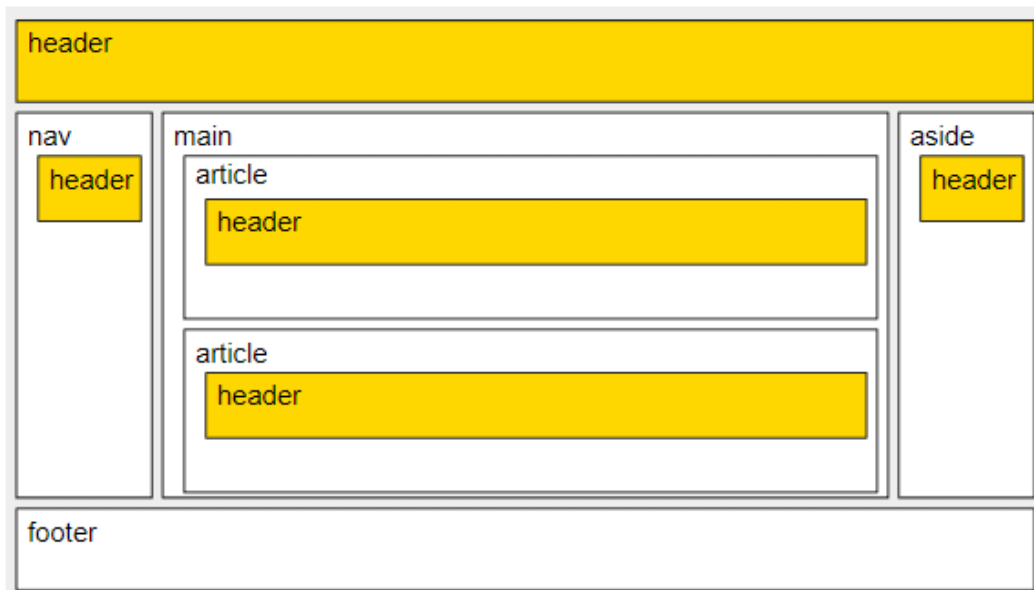 header
nav
header
main
article
header
article
header
aside
header
footer